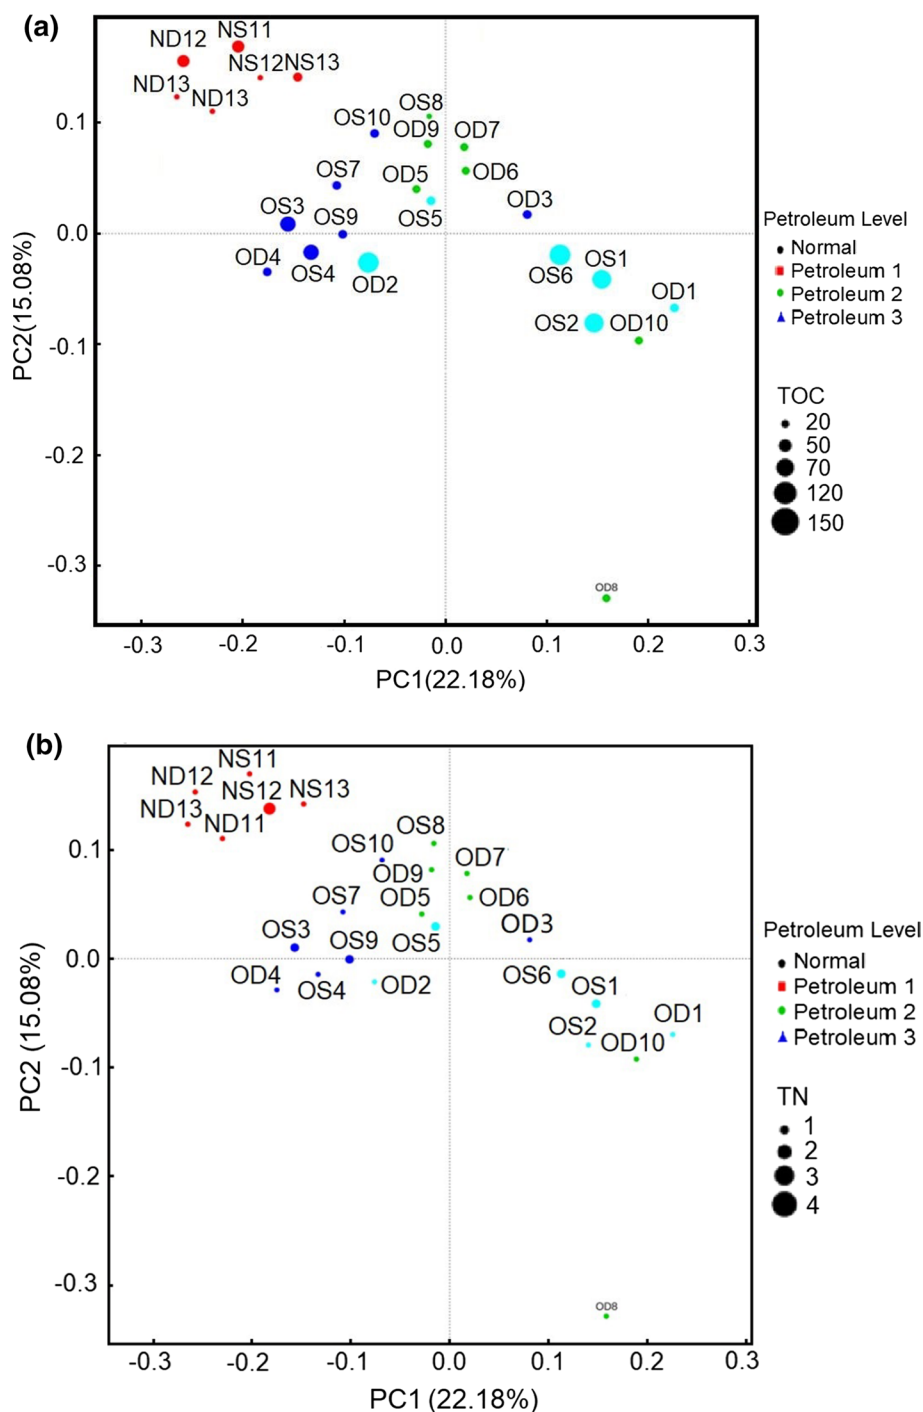 (a)
NS11
ND12
NS12 NS13
ND13
ND13
OS8
OS10
OD9 OD7
0.1
OS7 OD5 OD6
OS3 OS9 OS5 OD3
0.0
OD4 OS4 OD2 OS6 OS1
OD1
OS2 OD10
-0.1
-0.2
-0.3
OD8
PC2(15.08%)
-0.3 -0.2 -0.1 0.0 0.1 0.2 0.3
PC1(22.18%)
Petroleum Level
Normal
Petroleum 1
Petroleum 2
Petroleum 3
TOC
20
50
70
120
150
(b)
NS11
ND12
NS12 NS13
ND13
ND11
OS8
OS10
0.1
OD9 OD7
OS7 OD5 OD6
OS3 OS9 OS5 OD3
0.0
OD4 OS4 OD2 OS6 OS1
OD1
OS2 OD10
-0.1
-0.2
-0.3
OD8
PC2 (15.08%)
-0.3 -0.2 -0.1 0.0 0.1 0.2 0.3
PC1 (22.18%)
Petroleum Level
Normal
Petroleum 1
Petroleum 2
Petroleum 3
TN
1
2
3
4